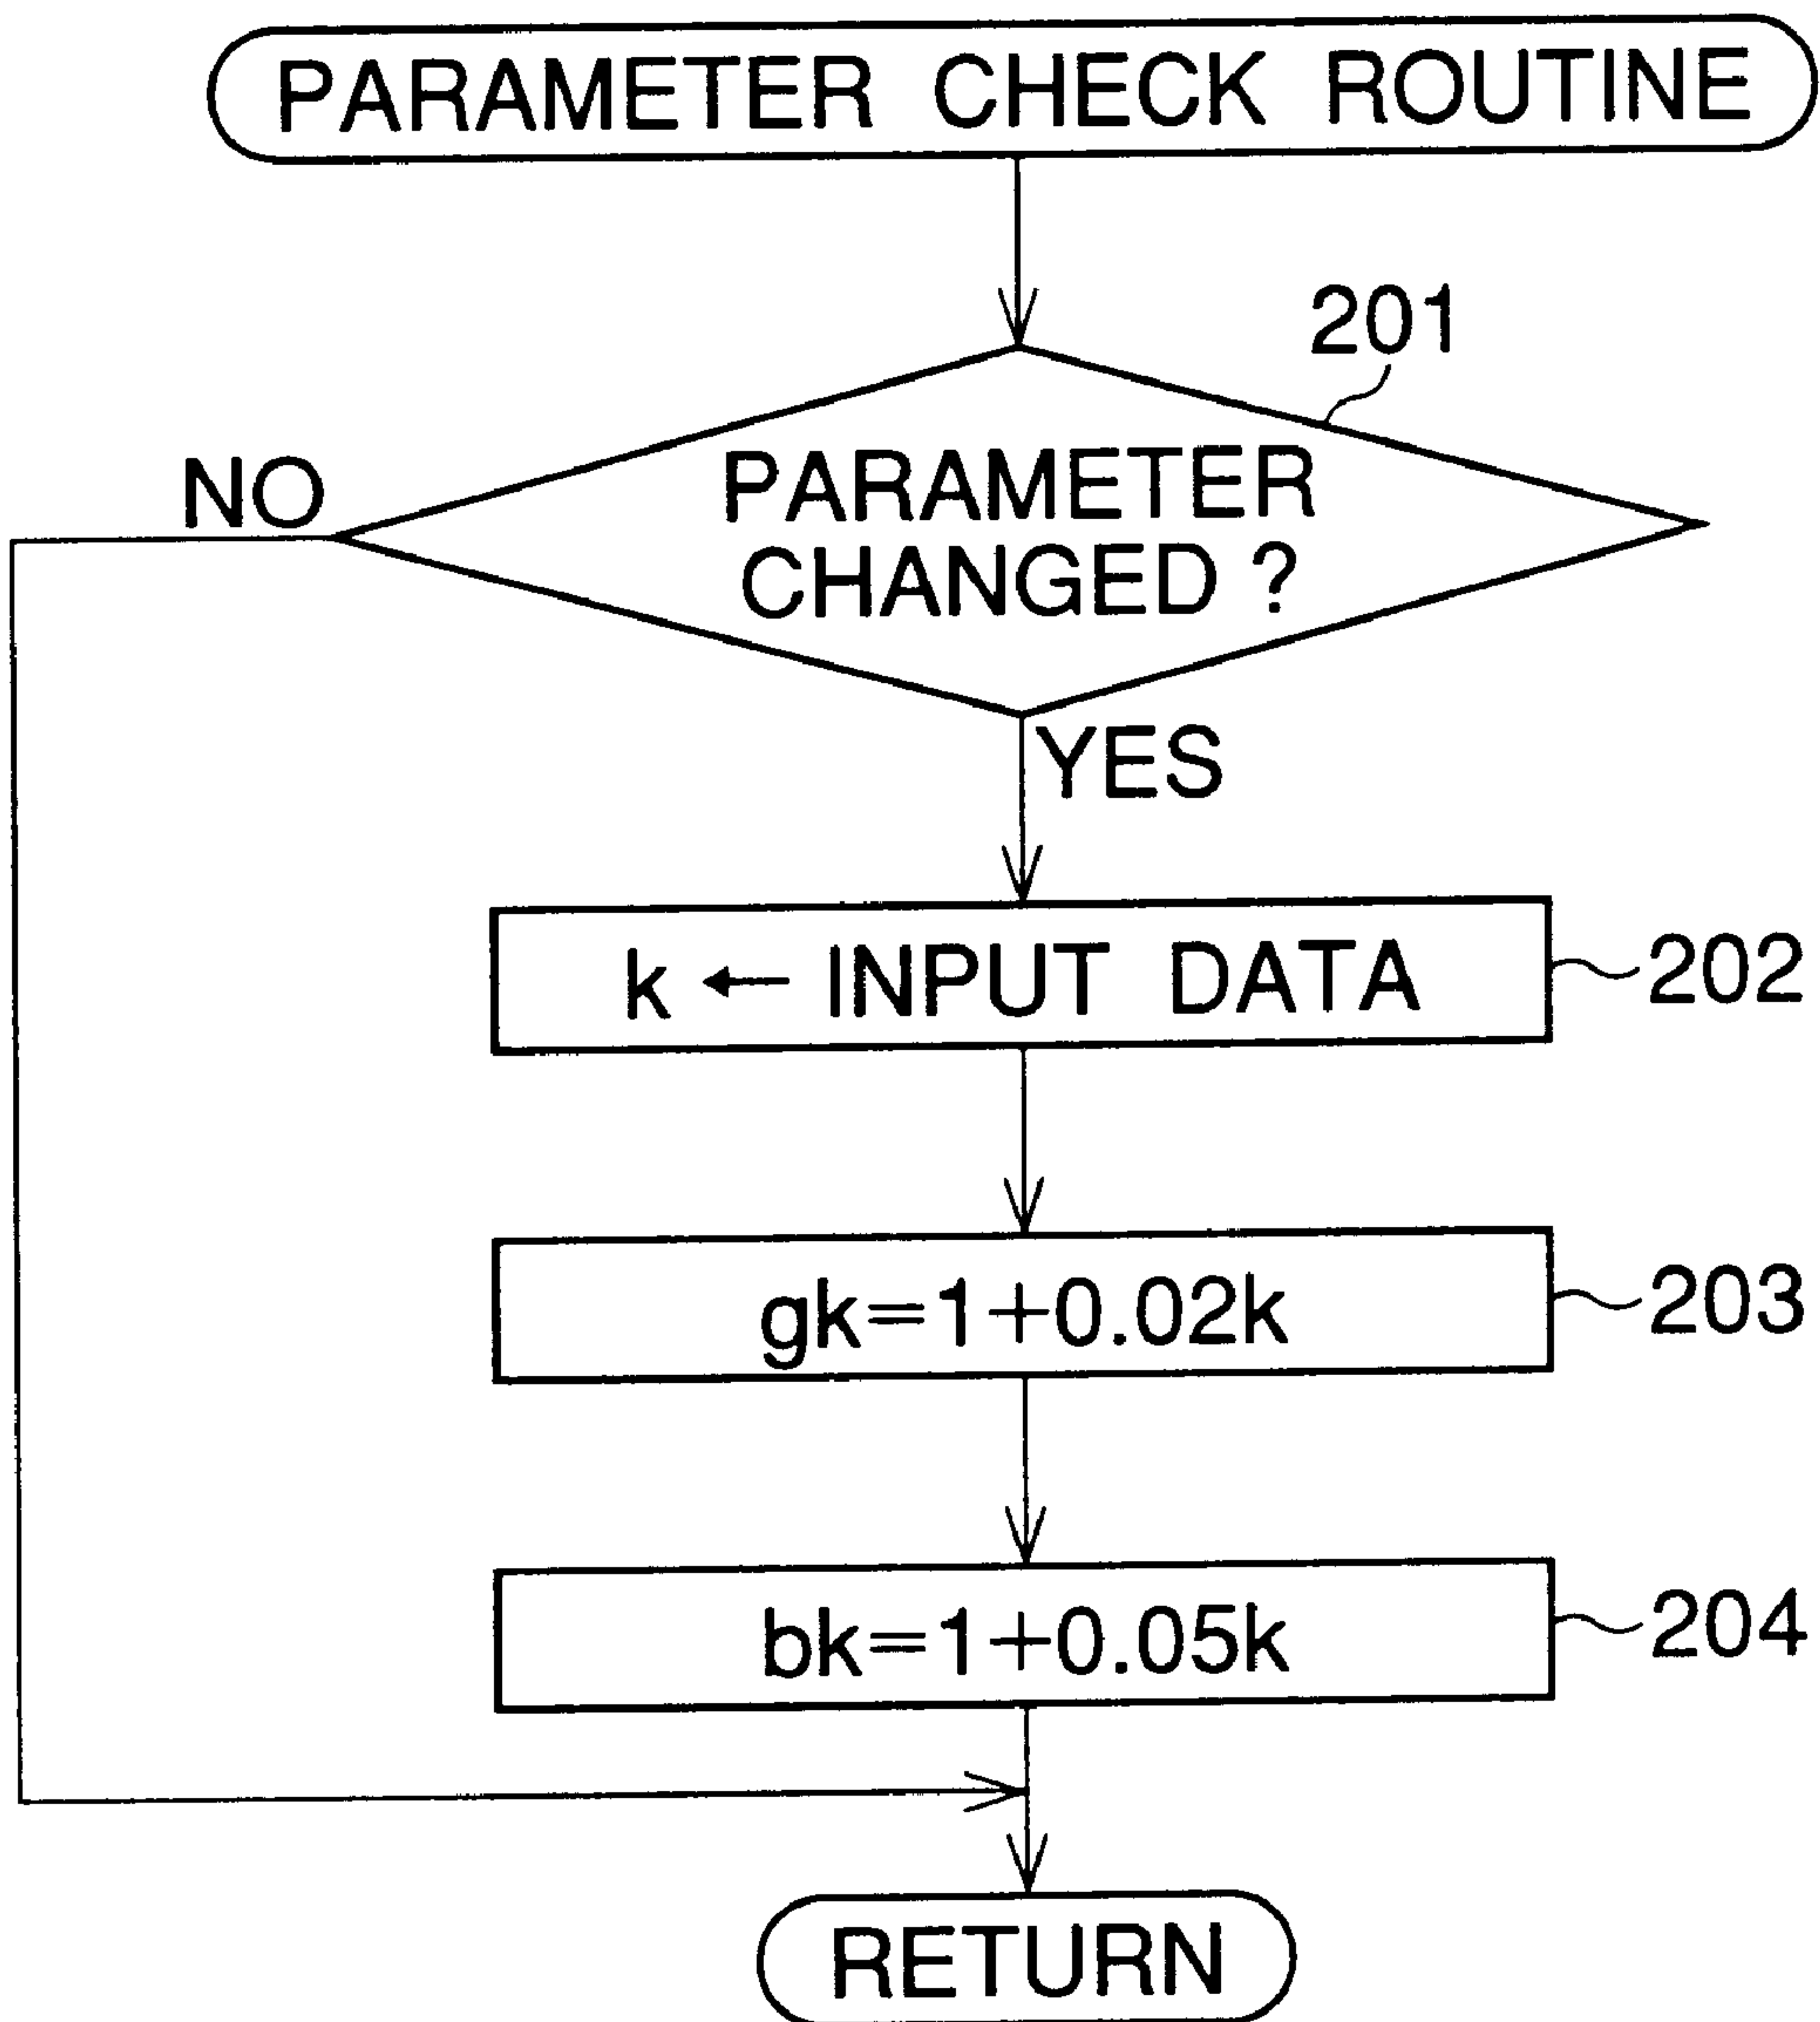 PARAMETER CHECK ROUTINE
201
NO
PARAMETER
CHANGED ?
YES
k ← INPUT DATA
202
gk=1+0.02k
203
bk=1+0.05k
204
RETURN